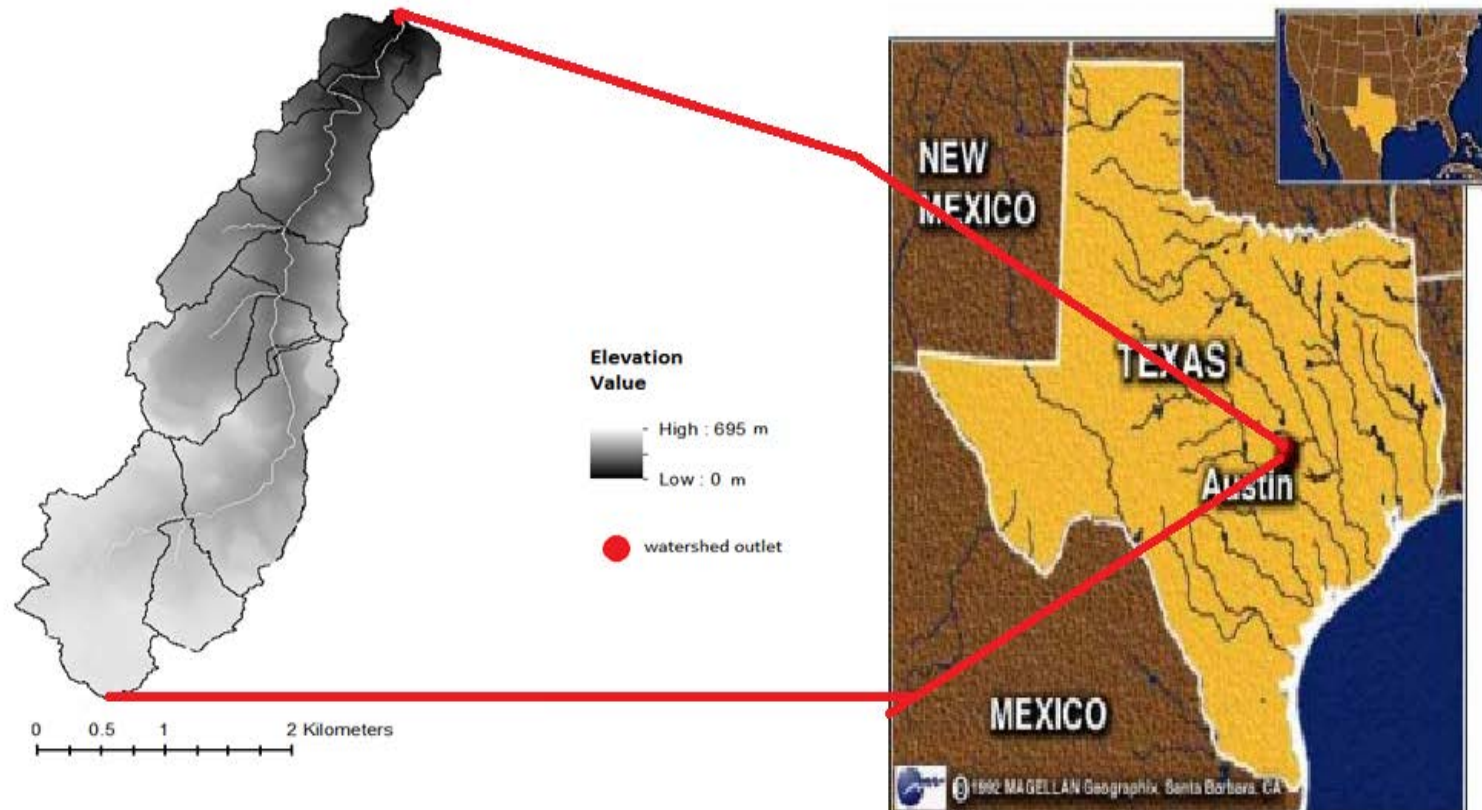 Elevation
Value
High : 695 m
Low : 0 m
watershed outlet
0 0.5 1 2 Kilometers
NEW
MEXICO
TEXAS
Austin
MEXICO
© 1992 MAGELLAN Geographix, Santa Barbara, CA